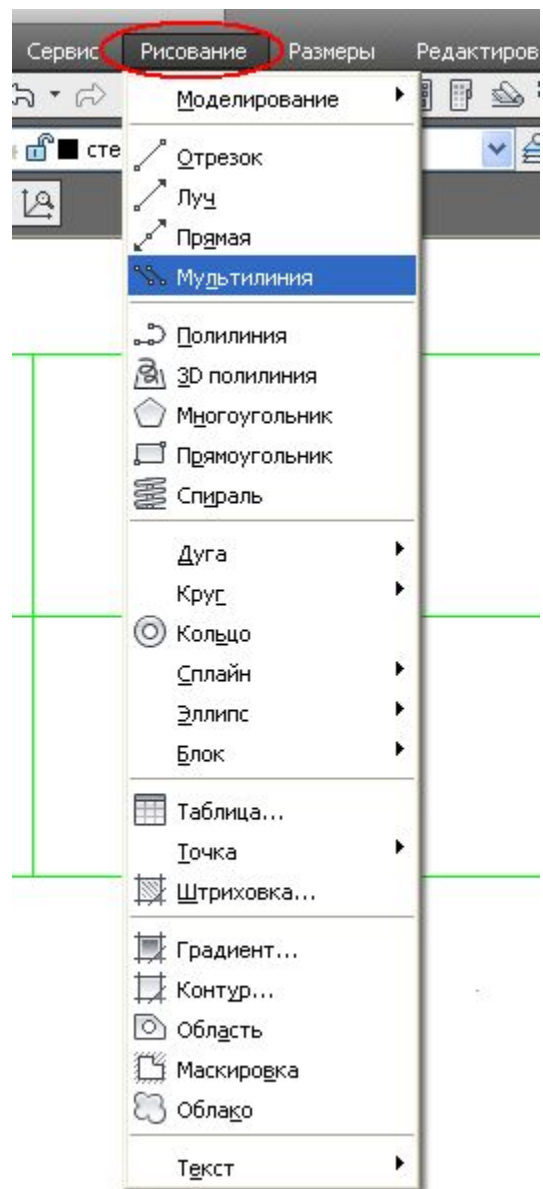 Сервис Рисование Размеры Редактиров
Моделирование
сте
Отрезок
Луч
Прямая
Мультилиния
Полилиния
3D полилиния
Многоугольник
Прямоугольник
Спираль
Дуга
Круг
Кольцо
Сплайн
Эллипс
Блок
Таблица...
Точка
Штриховка...
Градиент...
Контур...
Область
Маскировка
Облако
Текст